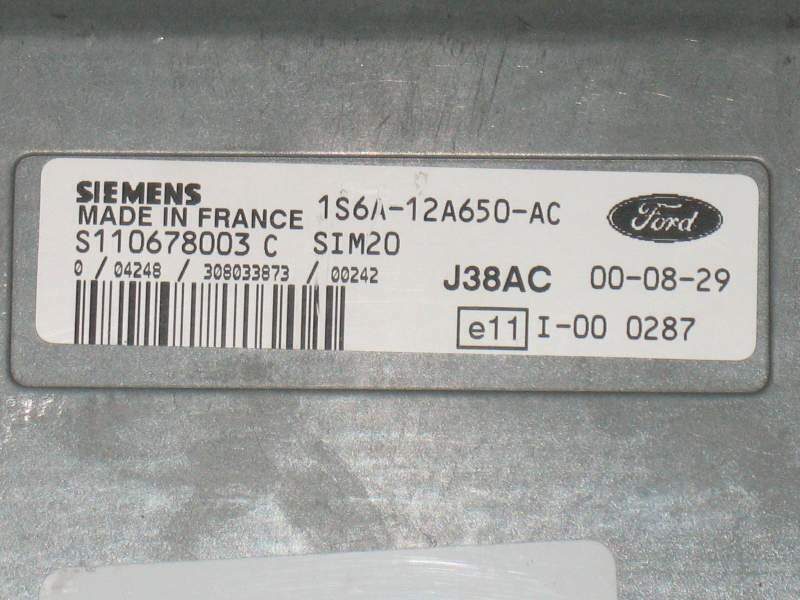 SIEMENS
MADE IN FRANCE
1S6A-12A650-AC
Ford
S110678003 C SIM20
0 / 04248 / 308033873 / 00242
J38AC 00-08-29
e11 I-00 0287